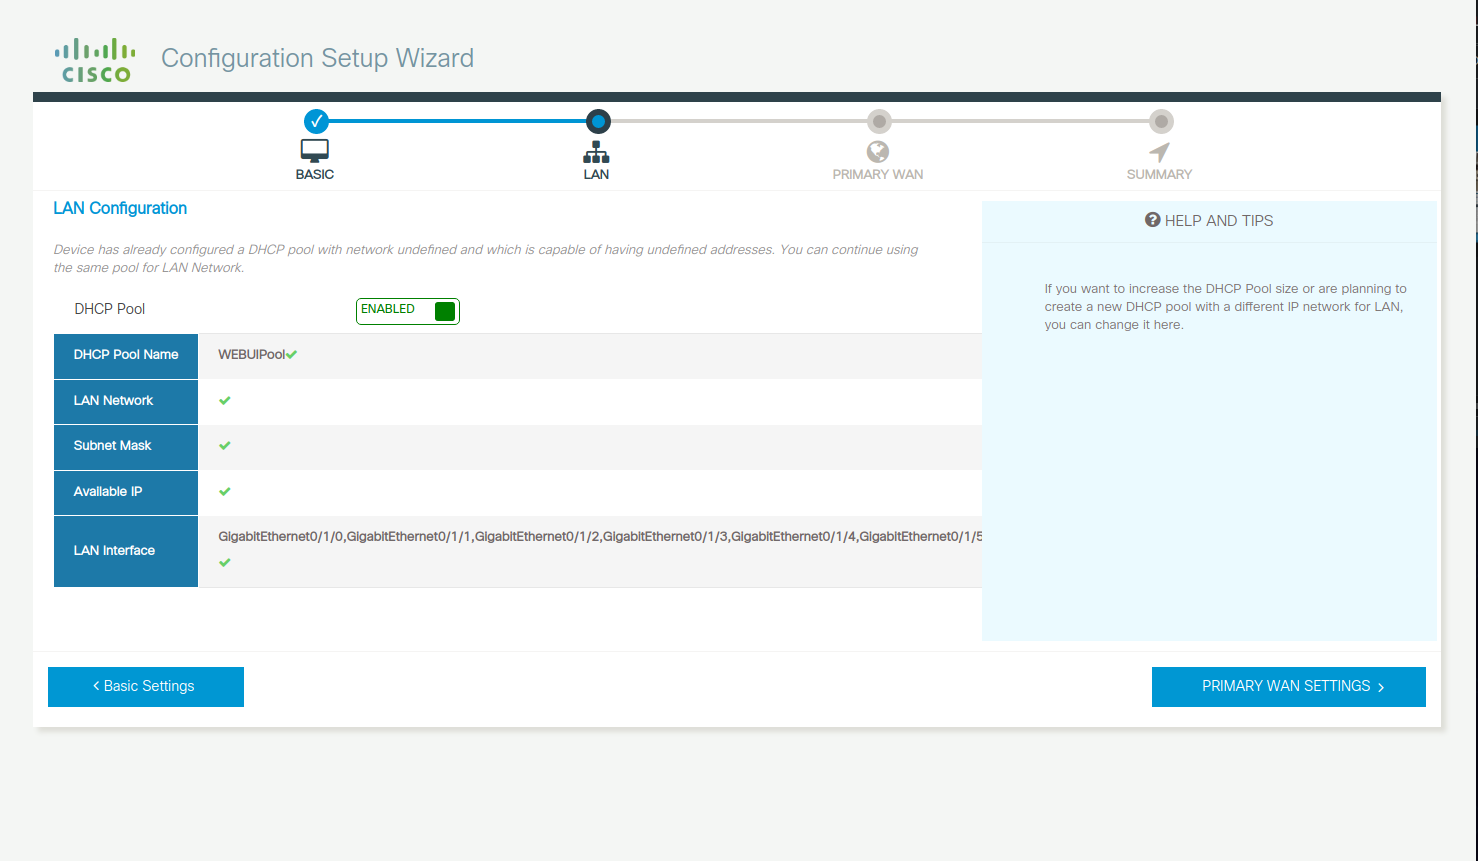 CISCO
Configuration Setup Wizard
BASIC
LAN
PRIMARY WAN
SUMMARY
LAN Configuration
Device has already configured a DHCP pool with network undefined and which is capable of having undefined addresses. You can continue using
the same pool for LAN Network.
DHCP Pool
ENABLED
DHCP Pool Name
WEBUIPool
LAN Network
Subnet Mask
Available IP
LAN Interface
GigabitEthernet0/1/0,GigabitEthernet0/1/1,GigabitEthernet0/1/2,GigabitEthernet0/1/3,GigabitEthernet0/1/4,GigabitEthernet0/1/5
HELP AND TIPS
If you want to increase the DHCP Pool size or are planning to
create a new DHCP pool with a different IP network for LAN,
you can change it here.
< Basic Settings
PRIMARY WAN SETTINGS >